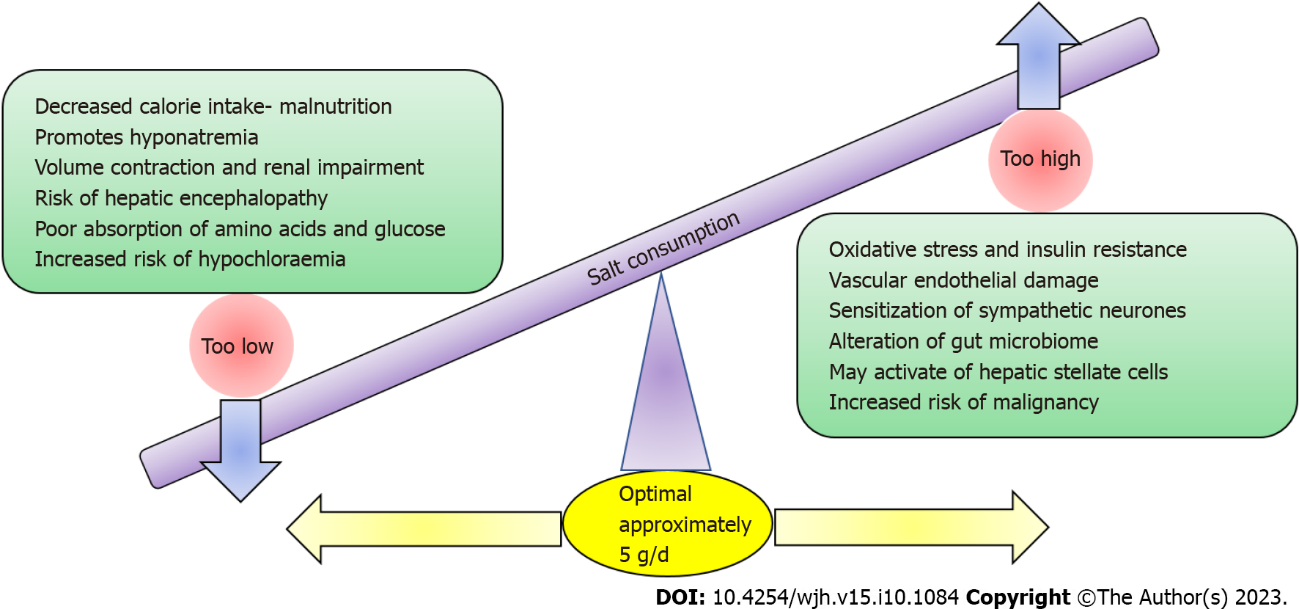 Decreased calorie intake- malnutrition
Promotes hyponatremia
Volume contraction and renal impairment
Risk of hepatic encephalopathy
Poor absorption of amino acids and glucose
Increased risk of hypochloraemia
Too low
Salt consumption
Too high
Oxidative stress and insulin resistance
Vascular endothelial damage
Sensitization of sympathetic neurones
Alteration of gut microbiome
May activate of hepatic stellate cells
Increased risk of malignancy
Optimal
approximately
5 g/d
DOI: 10.4254/wjh.v15.i10.1084 Copyright ©The Author(s) 2023.